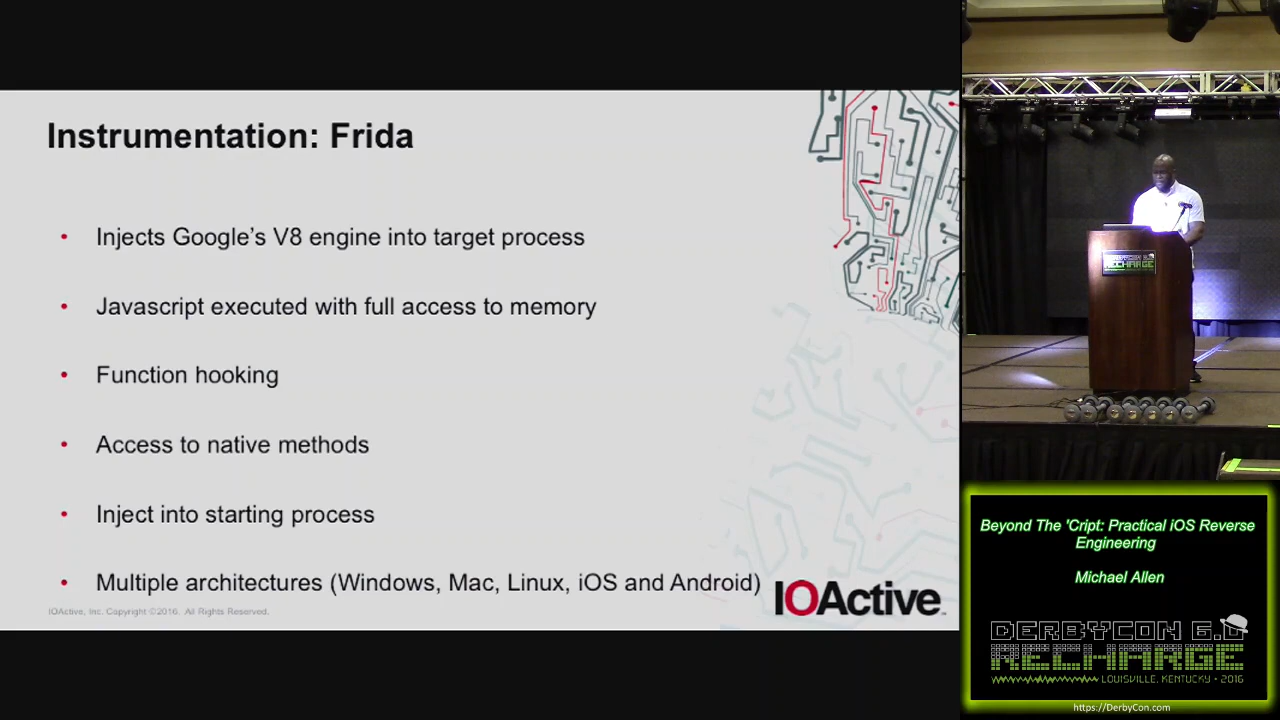 Instrumentation: Frida
• Injects Google's V8 engine into target process
• Javascript executed with full access to memory
• Function hooking
• Access to native methods
• Inject into starting process
• Multiple architectures (Windows, Mac, Linux, iOS and Android)
IOActive, Inc. Copyright ©2016. All Rights Reserved.
IOActive™
RECHARGE
Beyond The 'Cript: Practical iOS Reverse
Engineering
Michael Allen
DERBYCON 6.0
RECHARGE
LOUISVILLE, KENTUCKY • 2016
https://DerbyCon.com